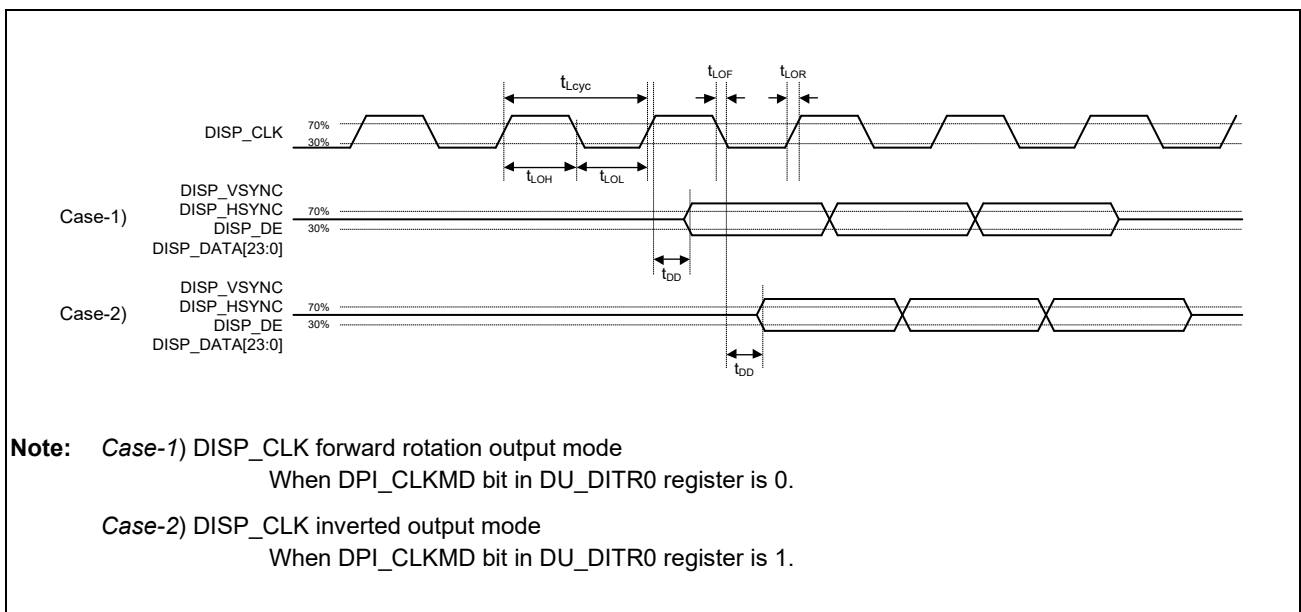 tLcyc
tLOF
tLOR
DISP_CLK
70%
30%
tLOH
tLOL
Case-1)
DISP_VSYNC
DISP_HSYNC
DISP_DE
DISP_DATA[23:0]
70%
30%
tDD
Case-2)
DISP_VSYNC
DISP_HSYNC
DISP_DE
DISP_DATA[23:0]
70%
30%
tDD
Note: Case-1) DISP_CLK forward rotation output mode
When DPI_CLKMD bit in DU_DITR0 register is 0.
Case-2) DISP_CLK inverted output mode
When DPI_CLKMD bit in DU_DITR0 register is 1.